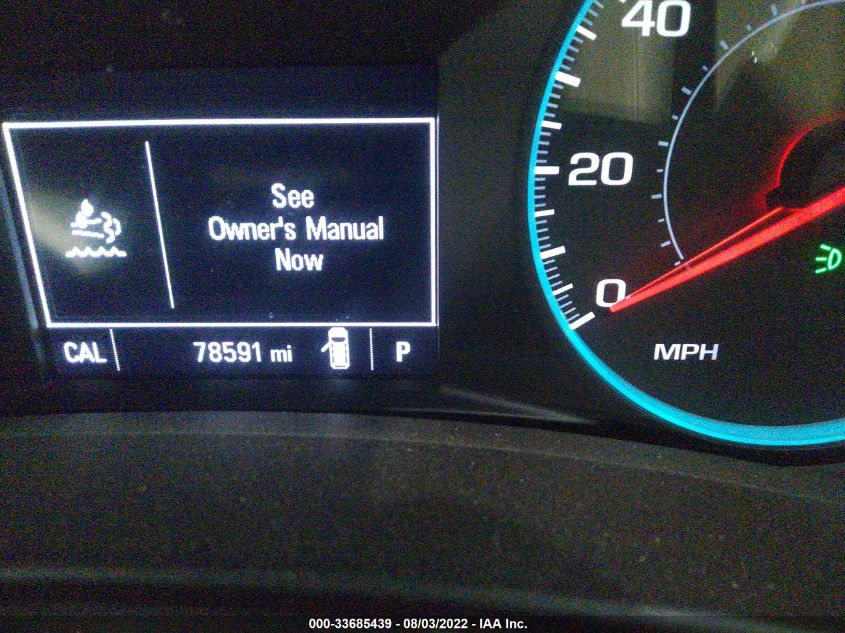 40
See
20
Owner's Manual
Now
0
CAL 78591 mi P
MPH
000-33685439 - 08/03/2022 - IAA Inc.